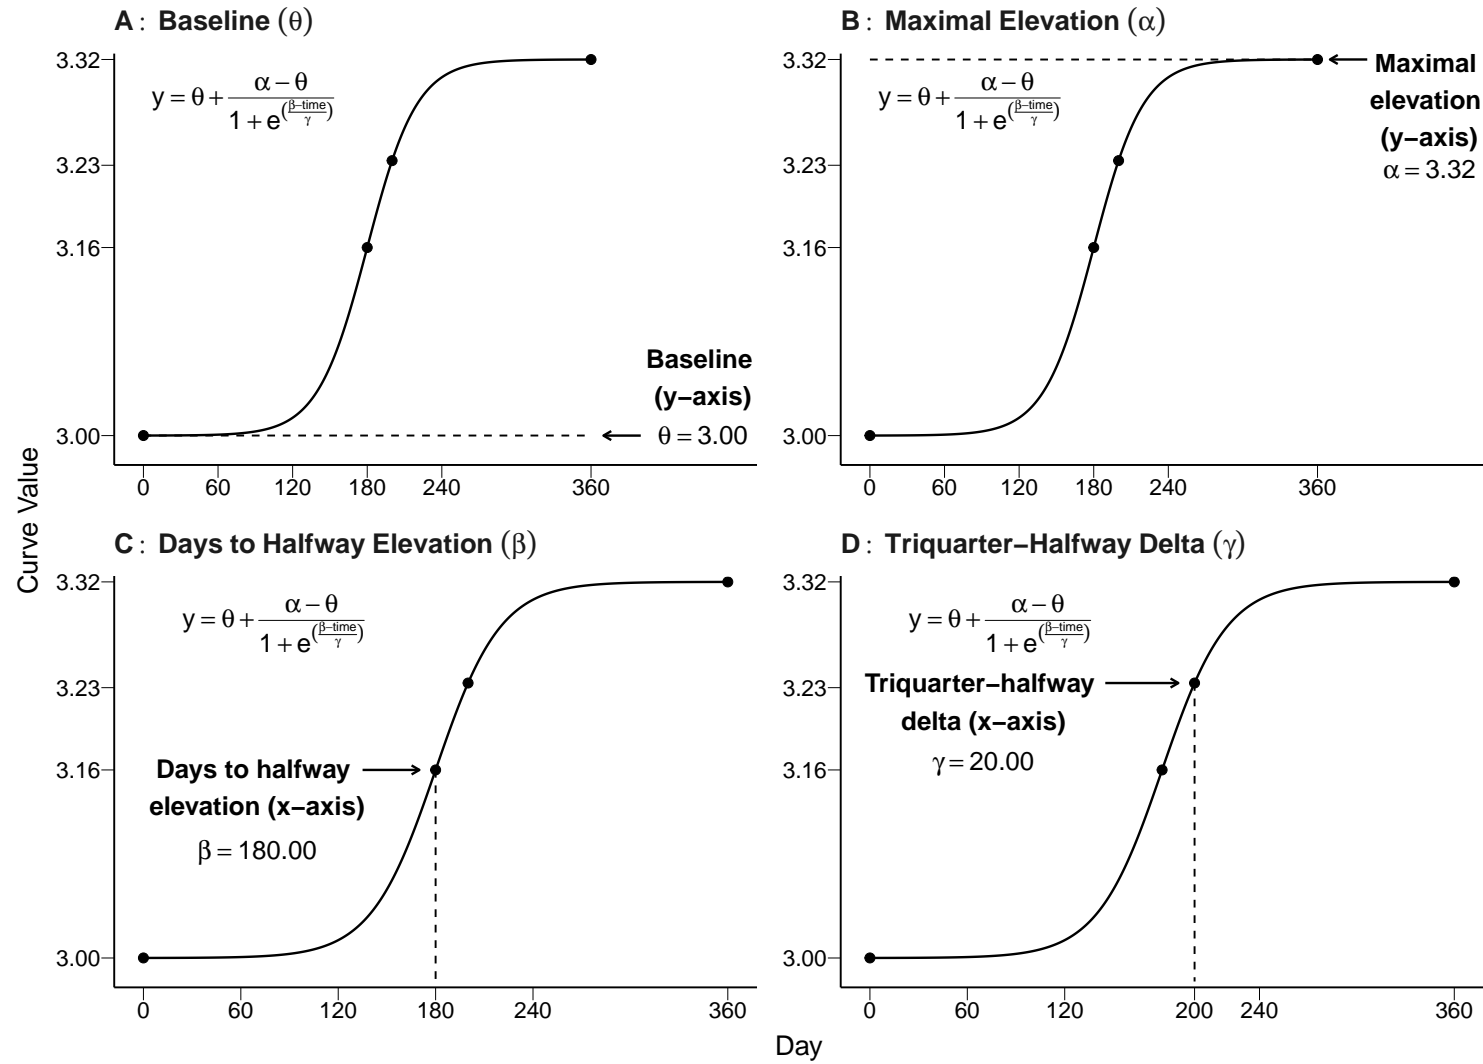 A : Baseline (θ)
3.32
3.23
3.16
3.00
y = θ + α − θ / 1 + e^((β−time)/γ)
Baseline
(y−axis)
θ = 3.00
0 60 120 180 240 360
B : Maximal Elevation (α)
3.32
3.23
3.16
3.00
y = θ + α − θ / 1 + e^((β−time)/γ)
Maximal
elevation
(y−axis)
α = 3.32
0 60 120 180 240 360
Curve Value
C : Days to Halfway Elevation (β)
3.32
3.23
3.16
3.00
y = θ + α − θ / 1 + e^((β−time)/γ)
Days to halfway
elevation (x−axis)
β = 180.00
0 60 120 180 240 360
D : Triquarter−Halfway Delta (γ)
3.32
3.23
3.16
3.00
y = θ + α − θ / 1 + e^((β−time)/γ)
Triquarter−halfway
delta (x−axis)
γ = 20.00
0 60 120 200 240 360
Day